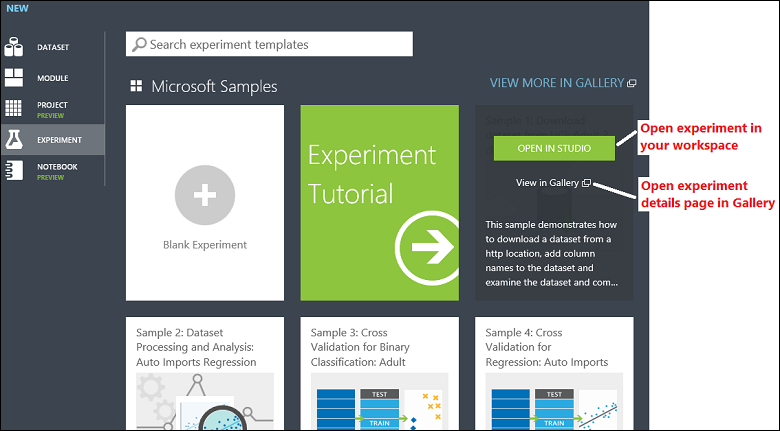 NEW
DATASET
MODULE
PROJECT
PREVIEW
EXPERIMENT
NOTEBOOK
PREVIEW
Search experiment templates
Microsoft Samples
VIEW MORE IN GALLERY
Blank Experiment
Experiment
Tutorial
Sample 1: Download
OPEN IN STUDIO
View in Gallery
This sample demonstrates how
to download a dataset from a
http location, add column
names to the dataset and
examine the dataset and com...
Open experiment in
your workspace
Open experiment
details page in Gallery
Sample 2: Dataset
Processing and Analysis:
Auto Imports Regression
Sample 3: Cross
Validation for Binary
Classification: Adult
TEST
TRAIN
Sample 4: Cross
Validation for
Regression: Auto Imports
TEST
TRAIN